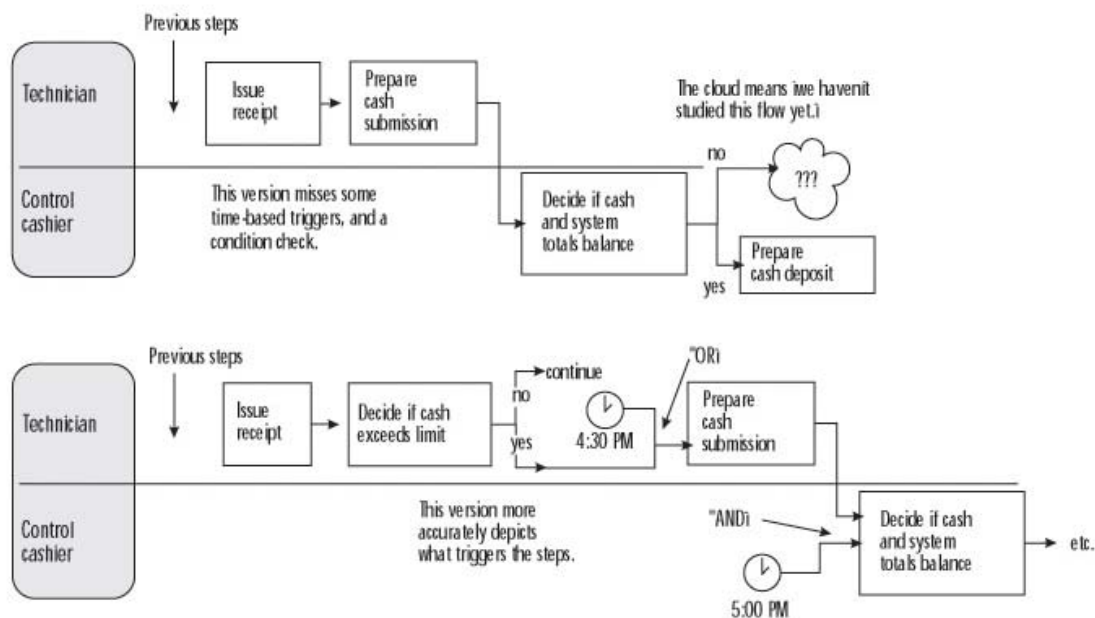 Previous steps
Technician
Issue
receipt
Prepare
cash
submission
The cloud means ìwe havenít
studied this flow yet.î
no
???
Control
cashier
This version misses some
time-based triggers, and a
condition check.
Decide if cash
and system
totals balance
yes
Prepare
cash deposit
Previous steps
Technician
Issue
receipt
Decide if cash
exceeds limit
no
continue
yes
4:30 PM
"ORî
Prepare
cash
submission
Control
cashier
This version more
accurately depicts
what triggers the steps.
"ANDî
5:00 PM
Decide if cash
and system
totals balance
etc.